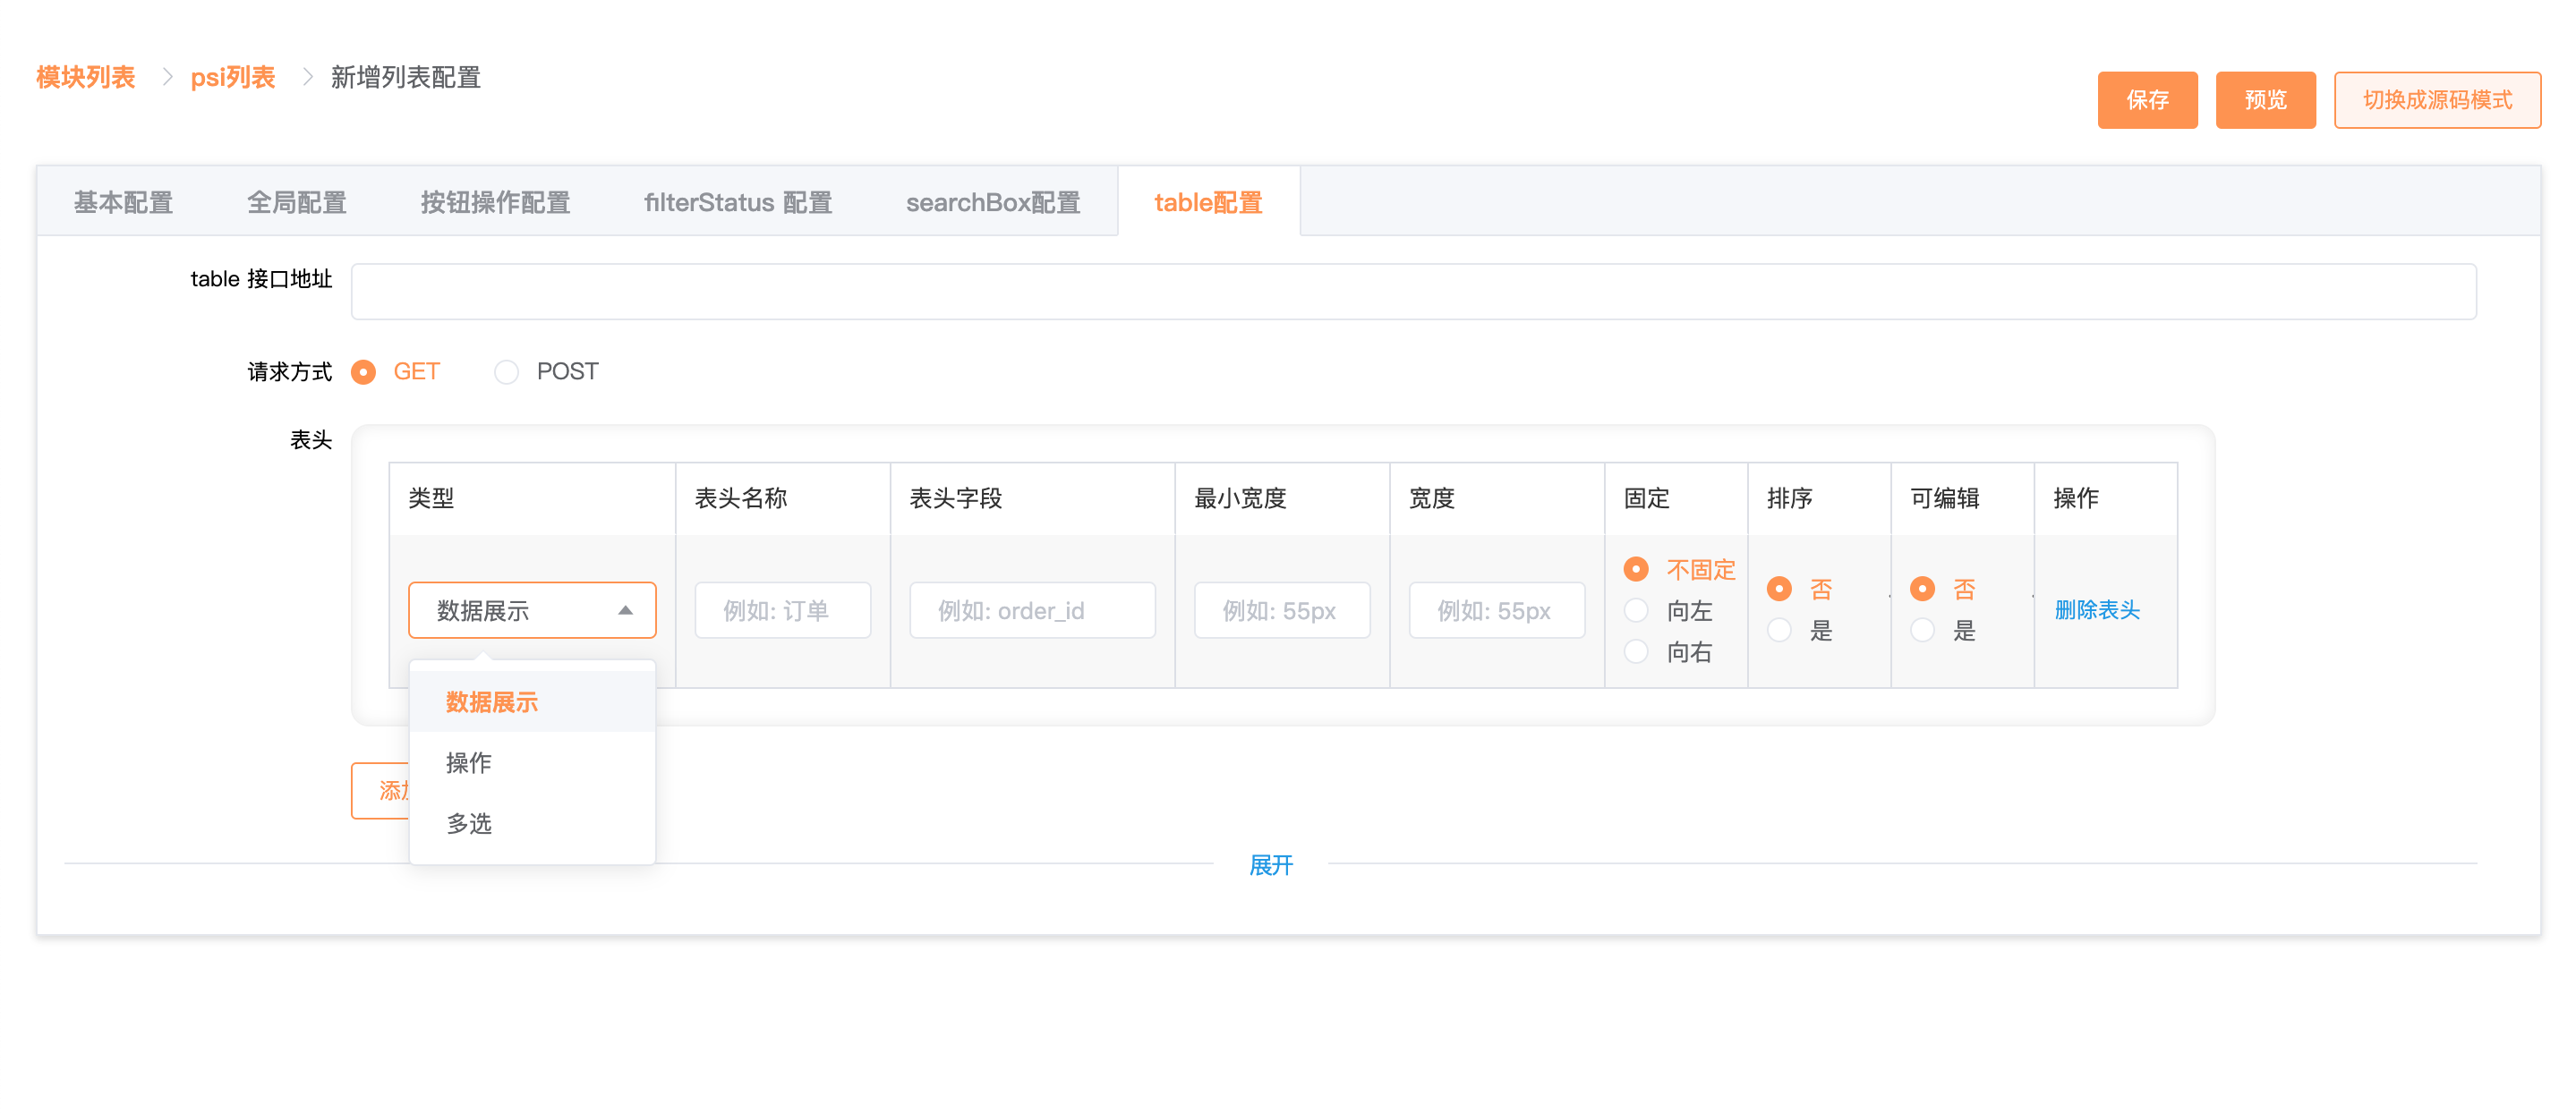 模块列表 > psi列表 > 新增列表配置
保存 预览 切换成源码模式
基本配置 全局配置 按钮操作配置 filterStatus 配置 searchBox配置 table配置
table 接口地址
请求方式 GET POST
表头
类型 表头名称 表头字段 最小宽度 宽度 固定 排序 可编辑 操作
数据展示 例如: 订单 例如: order_id 例如: 55px 例如: 55px
不固定
向左
向右
否
是
否
是
删除表头
数据展示
操作
多选
展开